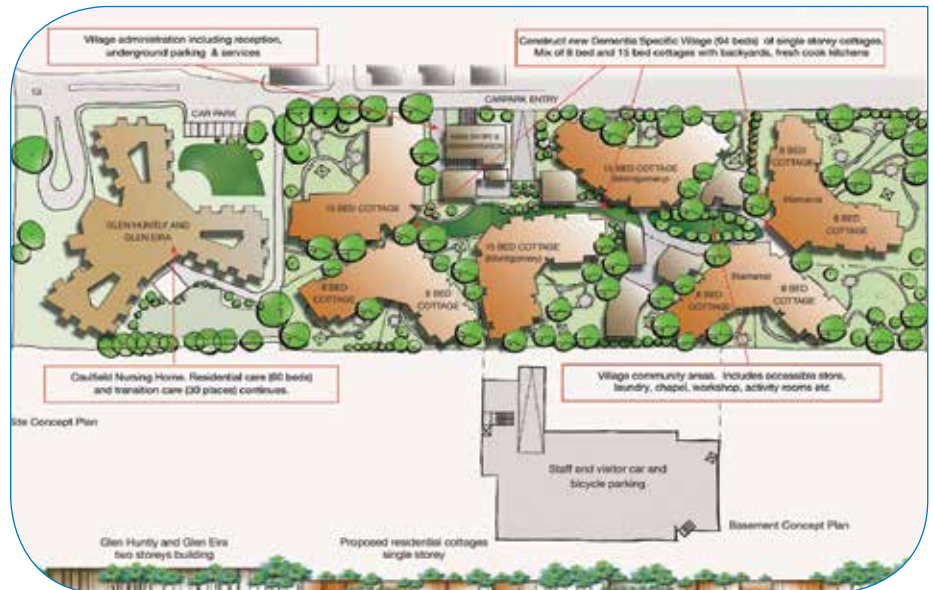 Village administration including reception,
underground parking & services
Construct new Dementia Specific Village (94 beds) of single storey cottages.
Mix of 8 bed and 15 bed cottages with backyards, fresh cook kitchens
CAR PARK
CARPARK ENTRY
MAIN ENTRY &
ADMINISTRATION
15 BED COTTAGE
(Montgomery)
8 BED
COTTAGE
GLEN HUNTLY AND
GLEN EIRA
15 BED COTTAGE
8 BED
COTTAGE
15 BED COTTAGE
(Montgomery)
8 BED
COTTAGE
8 BED
COTTAGE
8 BED
COTTAGE
8 BED
COTTAGE
Caulfield Nursing Home. Residential care (60 beds)
and transition care (30 places) continues.
Village community areas. Includes accessible store,
laundry, chapel, workshop, activity rooms etc.
Site Concept Plan
Staff and visitor car and
bicycle parking
Basement Concept Plan
Glen Huntly and Glen Eira
two storeys building
Proposed residential cottages
single storey